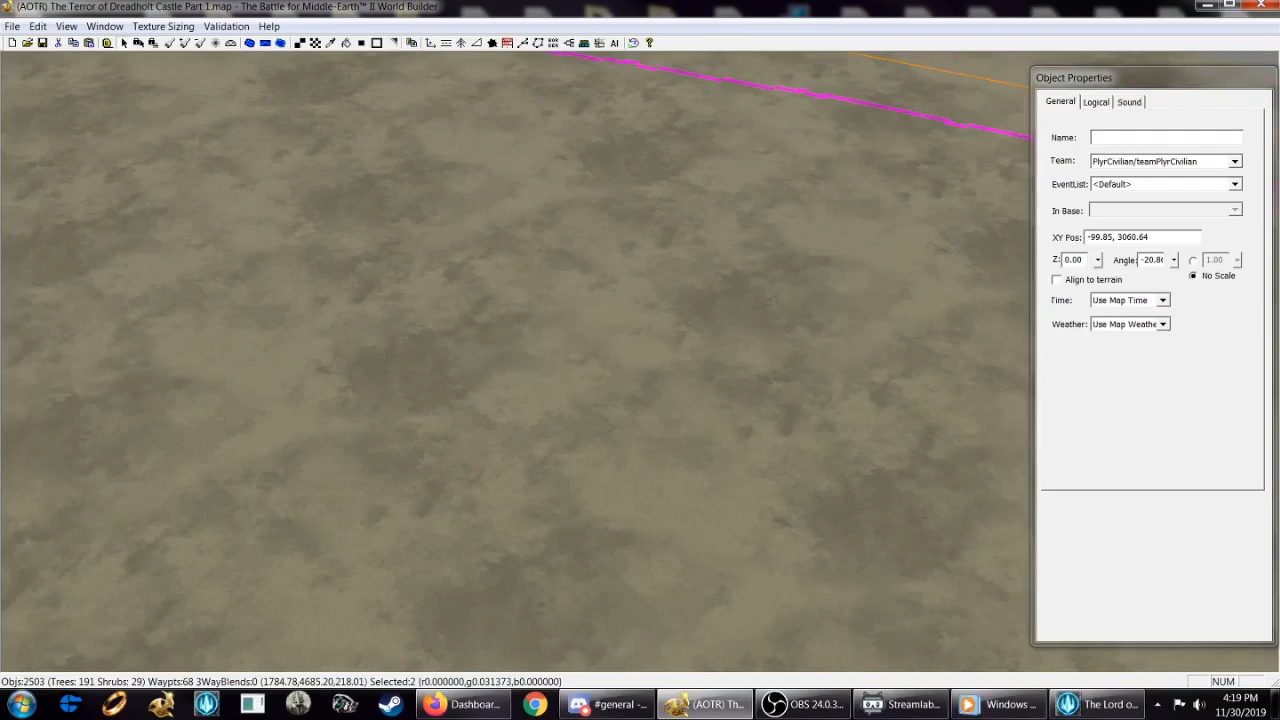 (AOTR) The Terror of Dreadholt Castle Part 1.map - The Battle for Middle-Earth™ II World Builder
File Edit View Window Texture Sizing Validation Help
AI
Object Properties
General Logical Sound
Name:
Team: PlyrCivilian/teamPlyrCivilian
EventList: <Default>
In Base:
XY Pos: -99.85, 3060.64
Z: 0.00 Angle: -20.8 1.00
No Scale
Align to terrain
Time: Use Map Time
Weather: Use Map Weathe
Objs:2503 (Trees: 191 Shrubs: 29) Waypts:68 3WayBlends:0 (1784.78,4685.20,218.01) Selected:2 {r0.000000,g0.031373,b0.000000} NUM
Dashboar... #general -... (AOTR) Th... OBS 24.0.3... Streamlab... Windows ... The Lord o... 4:19 PM
11/30/2019